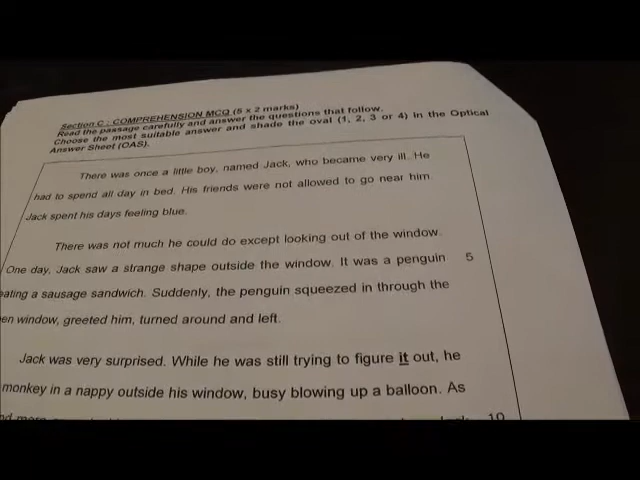 Section C : COMPREHENSION MCQ (5 x 2 marks)
Read the passage carefully and answer the questions that follow.
Choose the most suitable answer and shade the oval (1, 2, 3 or 4) in the Optical
Answer Sheet (OAS).
There was once a little boy, named Jack, who became very ill. He
had to spend all day in bed. His friends were not allowed to go near him.
Jack spent his days feeling blue.
There was not much he could do except looking out of the window.
One day, Jack saw a strange shape outside the window. It was a penguin 5
eating a sausage sandwich. Suddenly, the penguin squeezed in through the
en window, greeted him, turned around and left.
Jack was very surprised. While he was still trying to figure it out, he
monkey in a nappy outside his window, busy blowing up a balloon. As
10